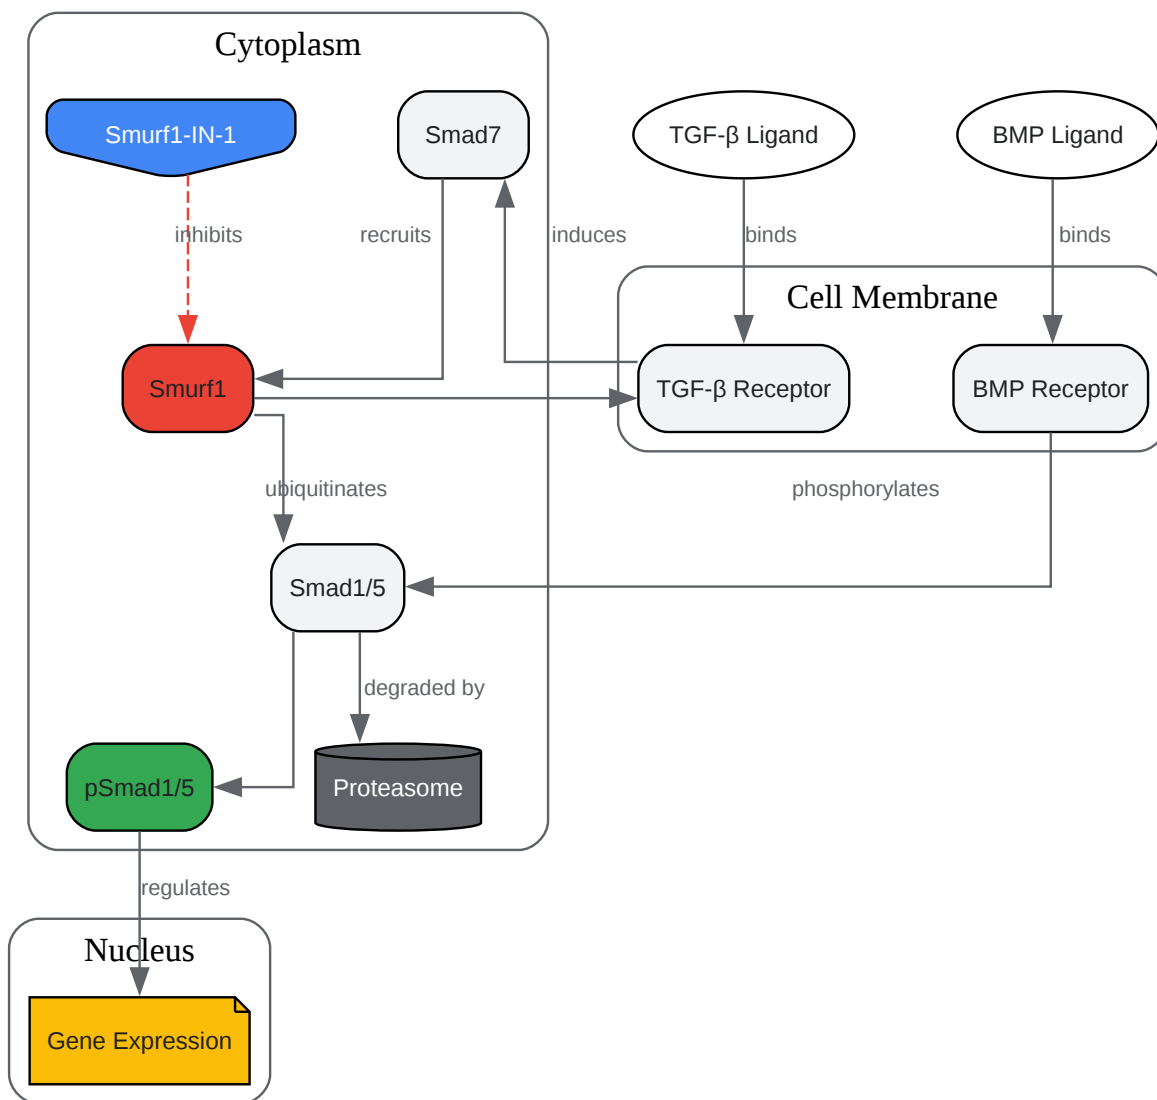 Cytoplasm
Smurf1-IN-1
Smad7
TGF-β Ligand
BMP Ligand
inhibits
recruits
induces
binds
binds
Cell Membrane
Smurf1
TGF-β Receptor
BMP Receptor
ubiquitinates
phosphorylates
Smad1/5
degraded by
pSmad1/5
Proteasome
regulates
Nucleus
Gene Expression